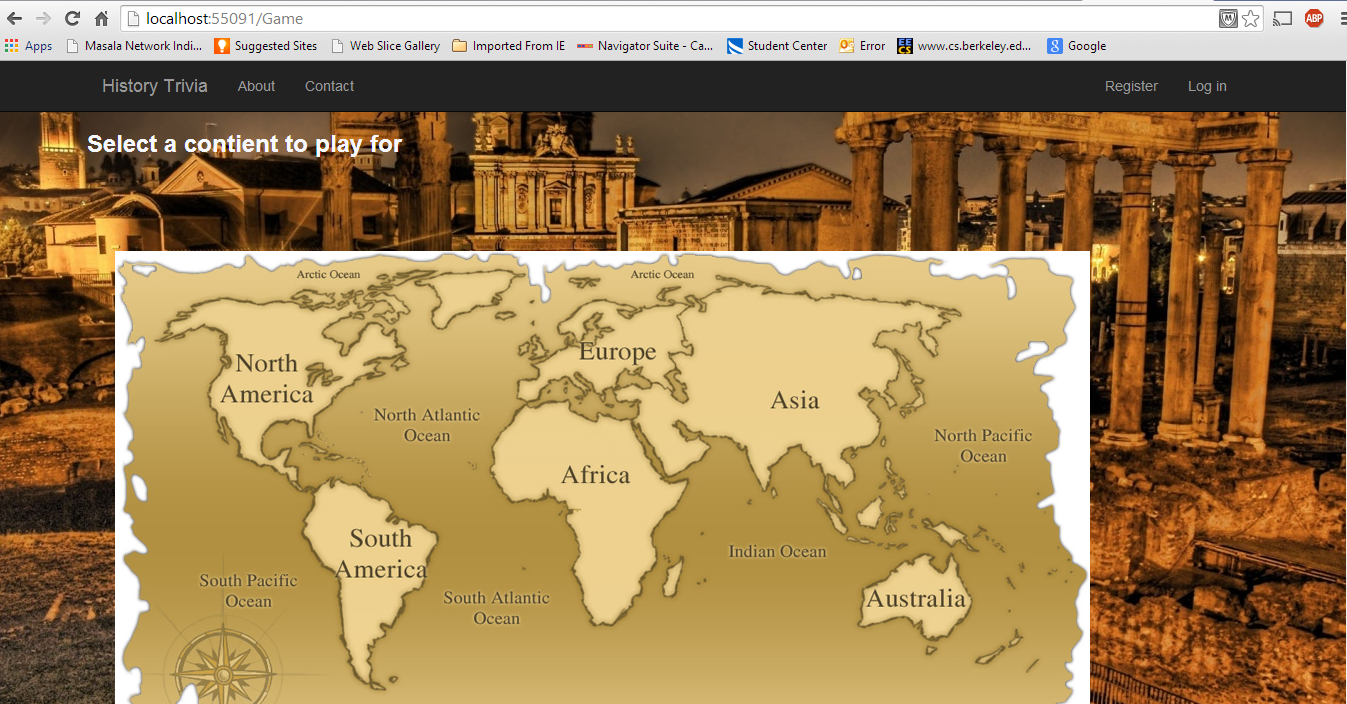 localhost:55091/Game
Apps Masala Network Indi... Suggested Sites Web Slice Gallery Imported From IE Navigator Suite - Ca... Student Center Error EECS www.cs.berkeley.ed... Google
ABP
History Trivia About Contact Register Log in
Select a contient to play for
Arctic Ocean Arctic Ocean
North
America
Europe
Asia
North Atlantic
Ocean
North Pacific
Ocean
Africa
South
America
Indian Ocean
South Pacific
Ocean
South Atlantic
Ocean
Australia